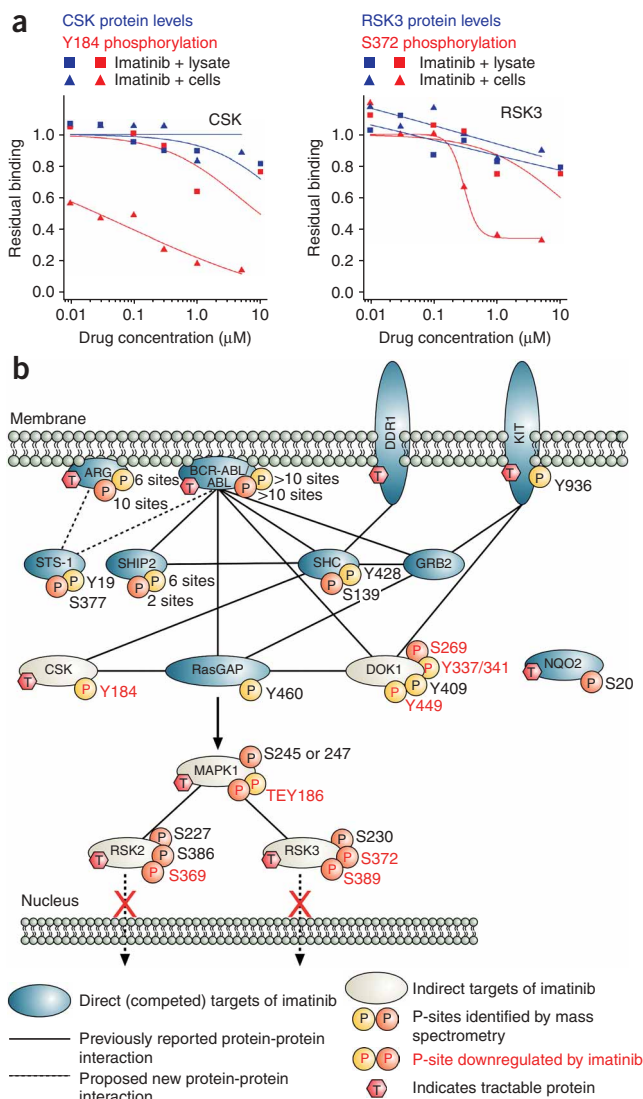 a
CSK protein levels
Y184 phosphorylation
Imatinib + lysate
Imatinib + cells
CSK
Residual binding
1.0
0.8
0.6
0.4
0.2
0.0
0.01
0.1
1.0
10
Drug concentration (μM)
RSK3 protein levels
S372 phosphorylation
Imatinib + lysate
Imatinib + cells
RSK3
Residual binding
1.0
0.8
0.6
0.4
0.2
0.0
0.01
0.1
1.0
10
Drug concentration (μM)
b
Membrane
DDR1
KIT
T
T
P
Y936
ARG
T
P
P
6 sites
10 sites
BCR-ABL
ABL
T
P
P
>10 sites
>10 sites
STS-1
P
P
Y19
S377
SHIP2
P
P
6 sites
2 sites
SHC
P
P
Y428
S139
GRB2
CSK
T
P
Y184
RasGAP
P
Y460
DOK1
T
P
S269
P
Y337/341
P
Y409
P
Y449
NQO2
T
P
S20
MAPK1
T
P
S245 or 247
P
P
TEY186
RSK2
T
P
S227
P
S386
P
S369
RSK3
T
P
S230
P
S372
P
S389
Nucleus
X
X
Direct (competed) targets of imatinib
Previously reported protein-protein
interaction
Proposed new protein-protein
interaction
Indirect targets of imatinib
P P
P-sites identified by mass
spectrometry
P P
P-site downregulated by imatinib
T
Indicates tractable protein